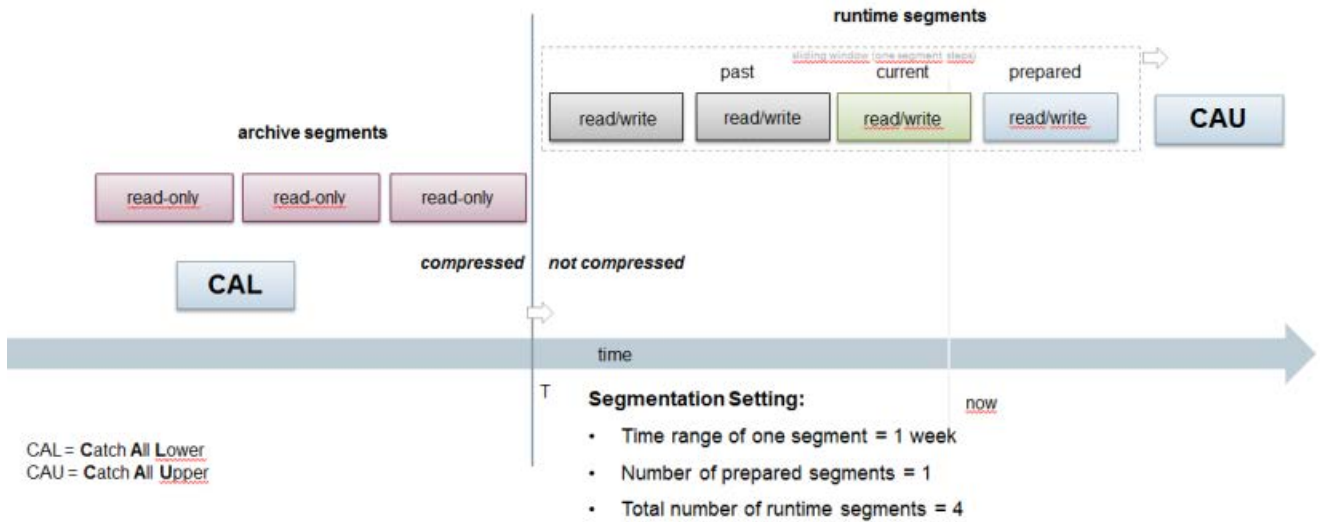 runtime segments
sliding window (one segment steps)
past current prepared
read/write read/write read/write read/write CAU
archive segments
read-only read-only read-only
compressed not compressed
CAL
time
T
Segmentation Setting:
now
• Time range of one segment = 1 week
CAL = Catch All Lower
CAU = Catch All Upper
• Number of prepared segments = 1
• Total number of runtime segments = 4